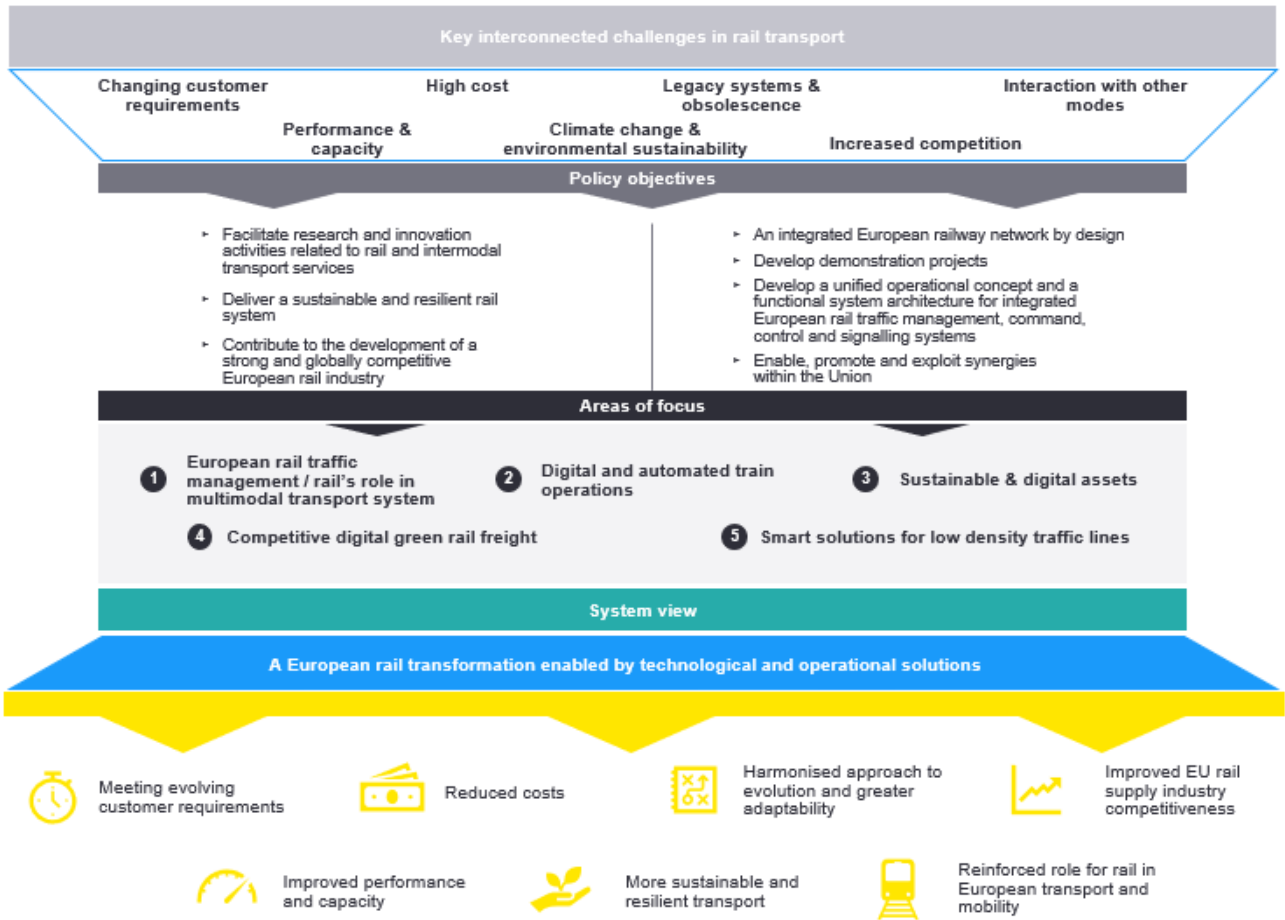 Key interconnected challenges in rail transport
Changing customer
requirements
High cost
Legacy systems &
obsolescence
Interaction with other
modes
Performance &
capacity
Climate change &
environmental sustainability
Increased competition
Policy objectives
► Facilitate research and innovation
activities related to rail and intermodal
transport services
► Deliver a sustainable and resilient rail
system
► Contribute to the development of a
strong and globally competitive
European rail industry
► An integrated European railway network by design
► Develop demonstration projects
► Develop a unified operational concept and a
functional system architecture for integrated
European rail traffic management, command,
control and signalling systems
► Enable, promote and exploit synergies
within the Union
Areas of focus
1 European rail traffic
management / rail's role in
multimodal transport system
2 Digital and automated train
operations
3 Sustainable & digital assets
4 Competitive digital green rail freight
5 Smart solutions for low density traffic lines
System view
A European rail transformation enabled by technological and operational solutions
Meeting evolving
customer requirements
Reduced costs
Harmonised approach to
evolution and greater
adaptability
Improved EU rail
supply industry
competitiveness
Improved performance
and capacity
More sustainable and
resilient transport
Reinforced role for rail in
European transport and
mobility